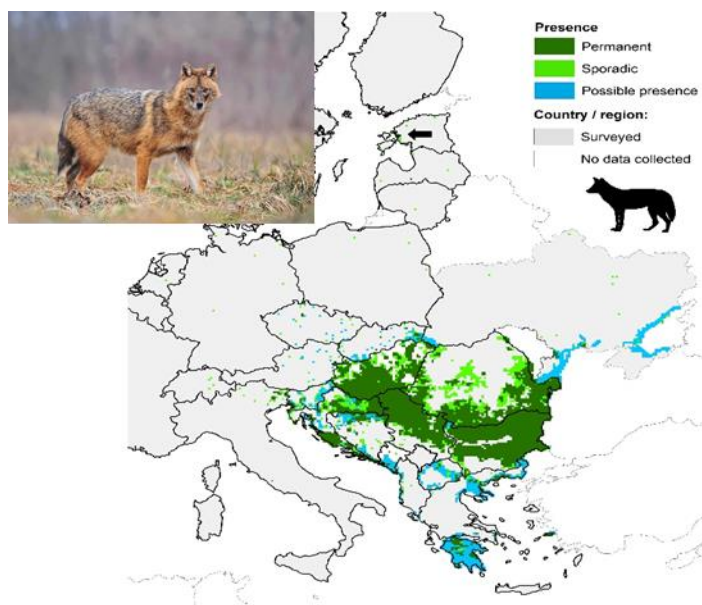 Presence
Permanent
Sporadic
Possible presence
Country / region:
Surveyed
No data collected